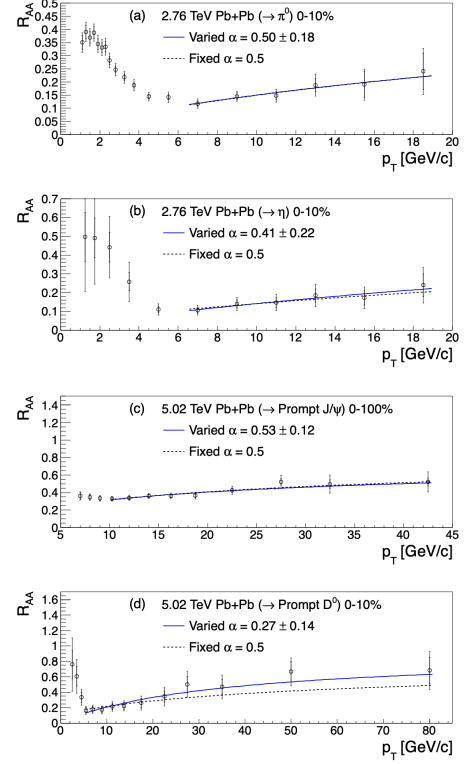 R_AA
0.5
0.45
0.4
0.35
0.3
0.25
0.2
0.15
0.1
0.05
0
(a) 2.76 TeV Pb+Pb (→ π⁰) 0-10%
Varied α = 0.50 ± 0.18
Fixed α = 0.5
0 2 4 6 8 10 12 14 16 18 20
p_T [GeV/c]
R_AA
0.7
0.6
0.5
0.4
0.3
0.2
0.1
0
(b) 2.76 TeV Pb+Pb (→ η) 0-10%
Varied α = 0.41 ± 0.22
Fixed α = 0.5
0 2 4 6 8 10 12 14 16 18 20
p_T [GeV/c]
R_AA
1.4
1.2
1
0.8
0.6
0.4
0.2
0
(c) 5.02 TeV Pb+Pb (→ Prompt J/ψ) 0-100%
Varied α = 0.53 ± 0.12
Fixed α = 0.5
5 10 15 20 25 30 35 40 45
p_T [GeV/c]
R_AA
1.6
1.4
1.2
1
0.8
0.6
0.4
0.2
0
(d) 5.02 TeV Pb+Pb (→ Prompt D⁰) 0-10%
Varied α = 0.27 ± 0.14
Fixed α = 0.5
0 10 20 30 40 50 60 70 80
p_T [GeV/c]